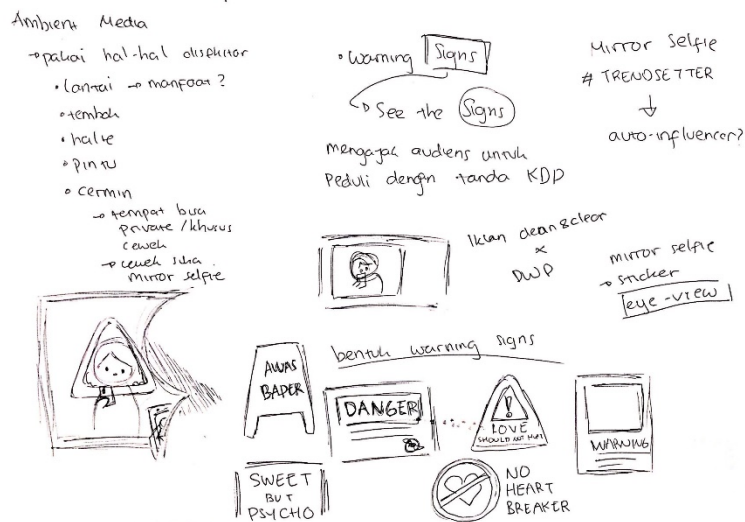 Ambient Media
→ pakai hal-hal disekitar
• lantai → manfaat?
• tembok
• halte
• pintu
• cermin
→ tempat bisa
private / khusus
cewek
→ cewek suka
mirror selfie
• Warning Signs
↳ See the Signs
mengajak audiens untuk
Peduli dengan tanda KDP
Mirror Selfie
# TRENDSETTER
↓
auto-influencer?
Iklan clean&clear
×
DWP
mirror selfie
→ sticker
eye-view
bentuk warning signs
AWAS
BAPER
DANGER
!
LOVE
SHOULD NOT HURT
WARNING
SWEET
BUT
PSYCHO
NO
HEART
BREAKER